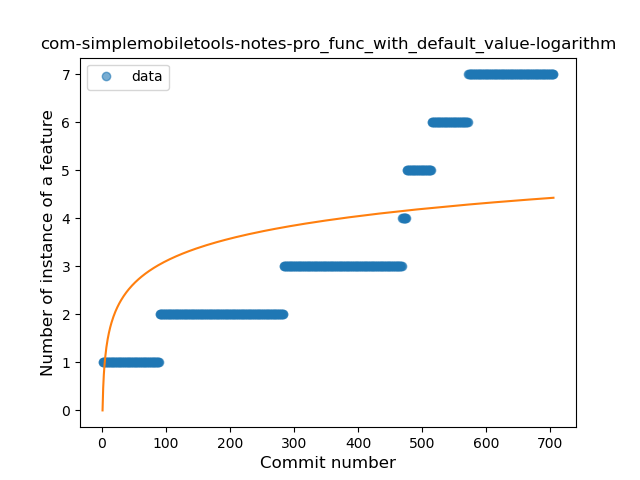 com-simplemobiletools-notes-pro_func_with_default_value-logarithm
data
Number of instance of a feature
7
6
5
4
3
2
1
0
0 100 200 300 400 500 600 700
Commit number